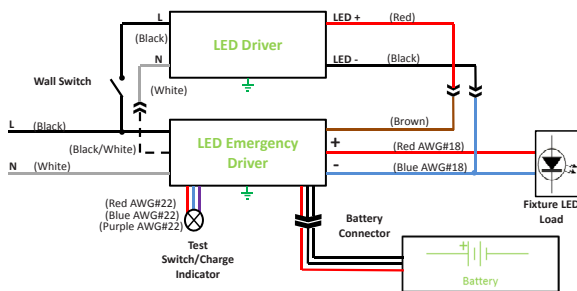 L
(Black)
N
(White)
LED Driver
LED +
(Red)
LED -
(Black)
Wall Switch
L
(Black)
(Black/White)
N
(White)
LED Emergency
Driver
(Brown)
+
(Red AWG#18)
-
(Blue AWG#18)
Fixture LED
Load
(Red AWG#22)
(Blue AWG#22)
(Purple AWG#22)
Test
Switch/Charge
Indicator
Battery
Connector
+
Battery